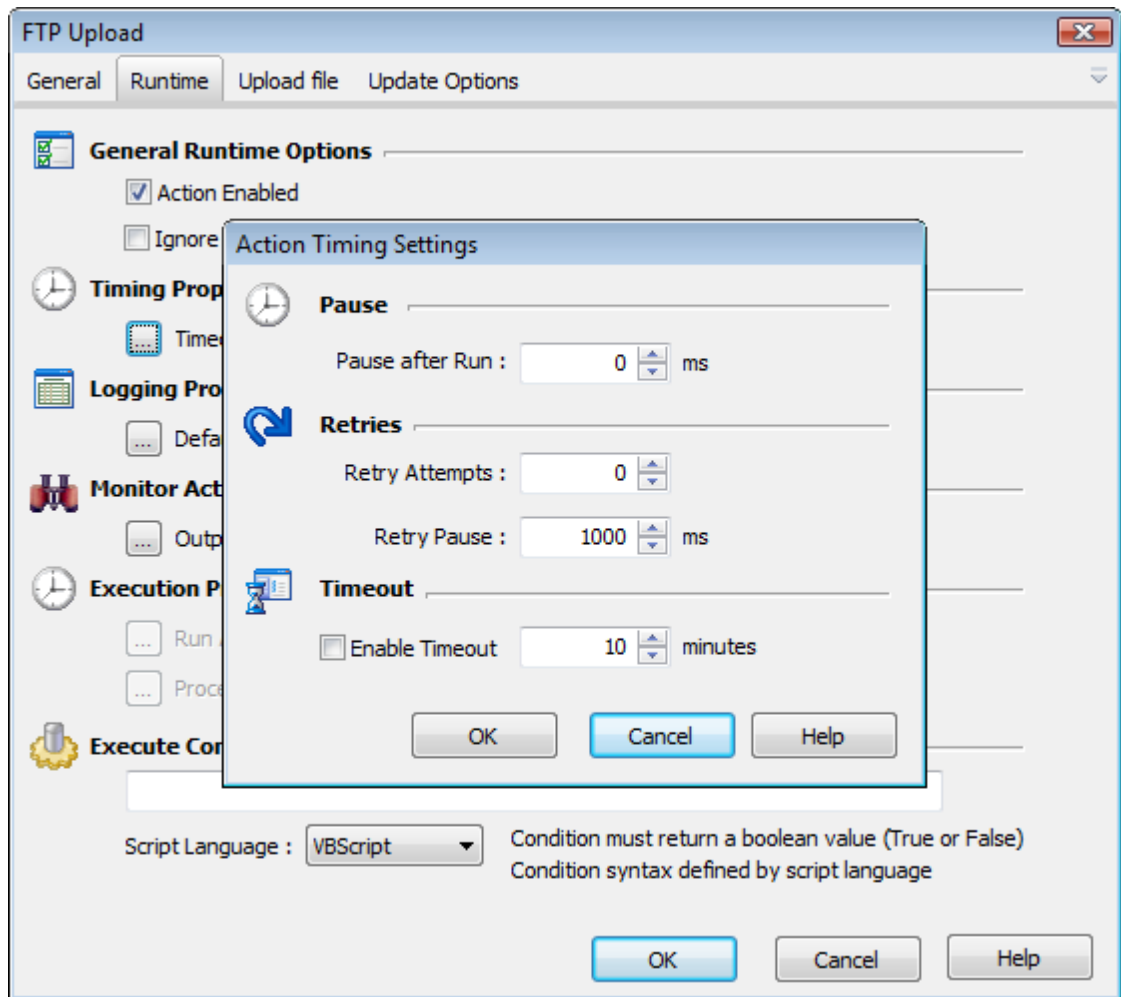 FTP Upload
General Runtime Upload file Update Options
General Runtime Options
Action Enabled
Ignore
Action Timing Settings
Timing Prop
Pause
Pause after Run : 0 ms
Logging Pro
Retries
Defa
Retry Attempts : 0
Monitor Act
Outp
Retry Pause : 1000 ms
Execution P
Timeout
Run
Enable Timeout 10 minutes
Proce
OK Cancel Help
Execute Con
Script Language : VBScript
Condition must return a boolean value (True or False)
Condition syntax defined by script language
OK Cancel Help